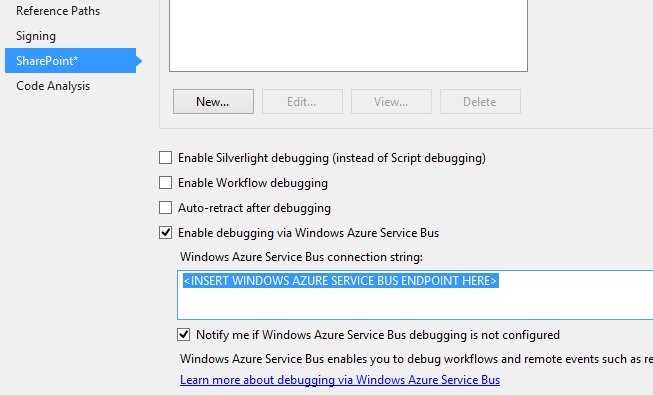 Reference Paths
Signing
SharePoint*
Code Analysis
New... Edit... View... Delete
Enable Silverlight debugging (instead of Script debugging)
Enable Workflow debugging
Auto-retract after debugging
Enable debugging via Windows Azure Service Bus
Windows Azure Service Bus connection string:
<INSERT WINDOWS AZURE SERVICE BUS ENDPOINT HERE>
Notify me if Windows Azure Service Bus debugging is not configured
Windows Azure Service Bus enables you to debug workflows and remote events such as re
Learn more about debugging via Windows Azure Service Bus